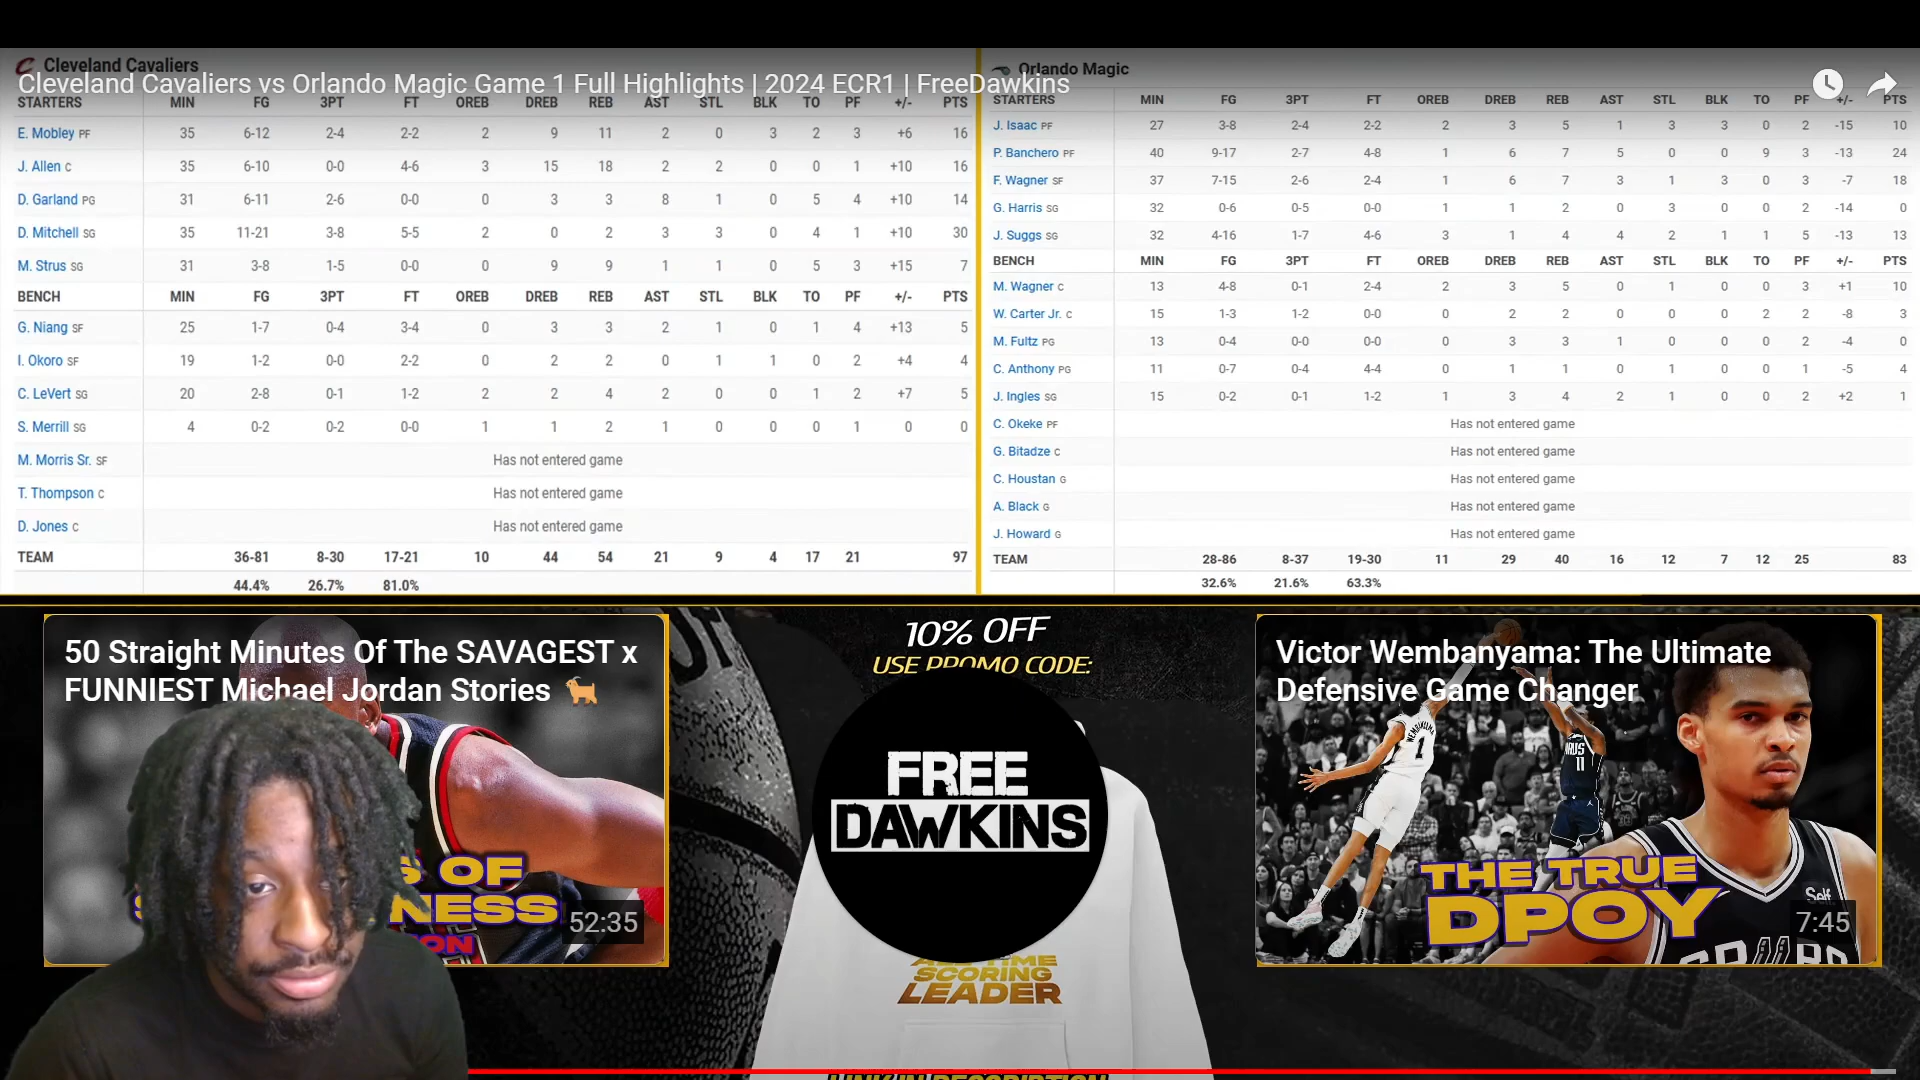 Cleveland Cavaliers
Cleveland Cavaliers vs Orlando Magic Game 1 Full Highlights | 2024 ECR1 | FreeDawkins
STARTERS MIN FG 3PT FT OREB DREB REB AST STL BLK TO PF +/- PTS
E. Mobley PF 35 6-12 2-4 2-2 2 9 11 2 0 3 2 3 +6 16
J. Allen C 35 6-10 0-0 4-6 3 15 18 2 2 0 0 1 +10 16
D. Garland PG 31 6-11 2-6 0-0 0 3 3 8 1 0 5 4 +10 14
D. Mitchell SG 35 11-21 3-8 5-5 2 0 2 3 3 0 4 1 +10 30
M. Strus SG 31 3-8 1-5 0-0 0 9 9 1 1 0 5 3 +15 7
BENCH MIN FG 3PT FT OREB DREB REB AST STL BLK TO PF +/- PTS
G. Niang SF 25 1-7 0-4 3-4 0 3 3 2 1 0 1 4 +13 5
I. Okoro SF 19 1-2 0-0 2-2 0 2 2 0 1 1 0 2 +4 4
C. LeVert SG 20 2-8 0-1 1-2 2 2 4 2 0 0 1 2 +7 5
S. Merrill SG 4 0-2 0-2 0-0 1 1 2 1 0 0 0 1 0 0
M. Morris Sr. SF Has not entered game
T. Thompson C Has not entered game
D. Jones C Has not entered game
TEAM 36-81 8-30 17-21 10 44 54 21 9 4 17 21 97
44.4% 26.7% 81.0%
Orlando Magic
STARTERS MIN FG 3PT FT OREB DREB REB AST STL BLK TO PF +/- PTS
J. Isaac PF 27 3-8 2-4 2-2 2 3 5 1 3 3 0 2 -15 10
P. Banchero PF 40 9-17 2-7 4-8 1 6 7 5 0 0 9 3 -13 24
F. Wagner SF 37 7-15 2-6 2-4 1 6 7 3 1 3 0 3 -7 18
G. Harris SG 32 0-6 0-5 0-0 1 1 2 0 3 0 0 2 -14 0
J. Suggs SG 32 4-16 1-7 4-6 3 1 4 4 2 1 1 5 -13 13
BENCH MIN FG 3PT FT OREB DREB REB AST STL BLK TO PF +/- PTS
M. Wagner C 13 4-8 0-1 2-4 2 3 5 0 1 0 0 3 +1 10
W. Carter Jr. C 15 1-3 1-2 0-0 0 2 2 0 0 0 2 2 -8 3
M. Fultz PG 13 0-4 0-0 0-0 0 3 3 1 0 0 0 2 -4 0
C. Anthony PG 11 0-7 0-4 4-4 0 1 1 0 1 0 0 1 -5 4
J. Ingles SG 15 0-2 0-1 1-2 1 3 4 2 1 0 0 2 +2 1
C. Okeke PF Has not entered game
G. Bitadze C Has not entered game
C. Houstan G Has not entered game
A. Black G Has not entered game
J. Howard G Has not entered game
TEAM 28-86 8-37 19-30 11 29 40 16 12 7 12 25 83
32.6% 21.6% 63.3%
50 Straight Minutes Of The SAVAGEST x
FUNNIEST Michael Jordan Stories
OF
NESS
52:35
10% OFF
USE PROMO CODE:
FREE
DAWKINS
SCORING
LEADER
LINK IN DESCRIPTION
Victor Wembanyama: The Ultimate
Defensive Game Changer
WEMBANYAMA
1
11
THE TRUE
DPOY
Self
7:45